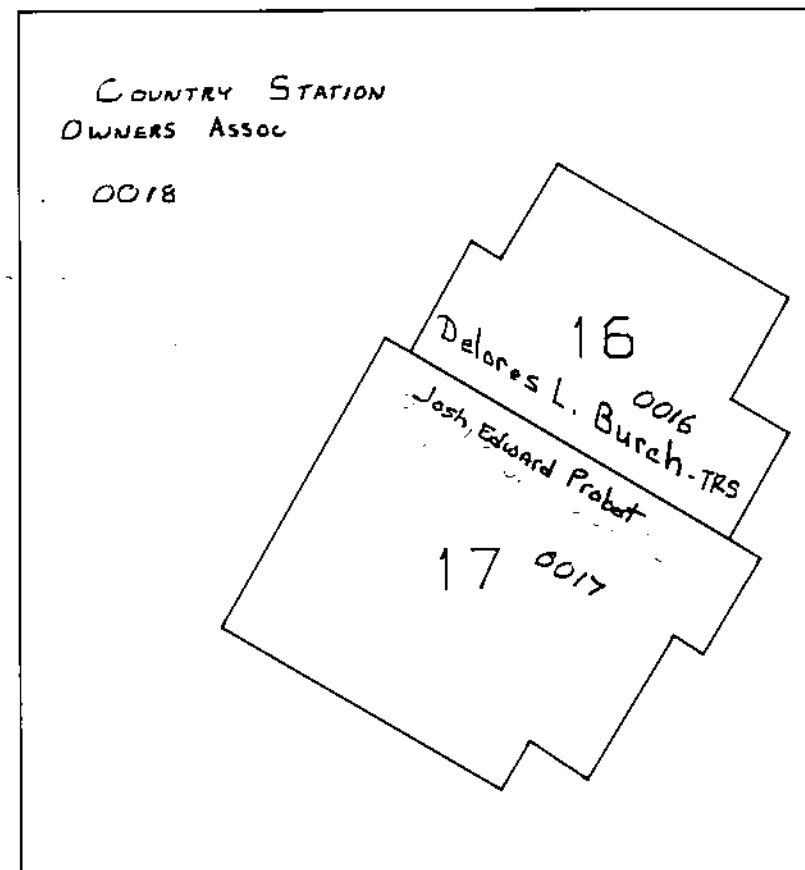 COUNTRY STATION
OWNERS ASSOC
0018
16
0016
Delores L. Burch-TRS
Josh, Edward Probst
17 0017